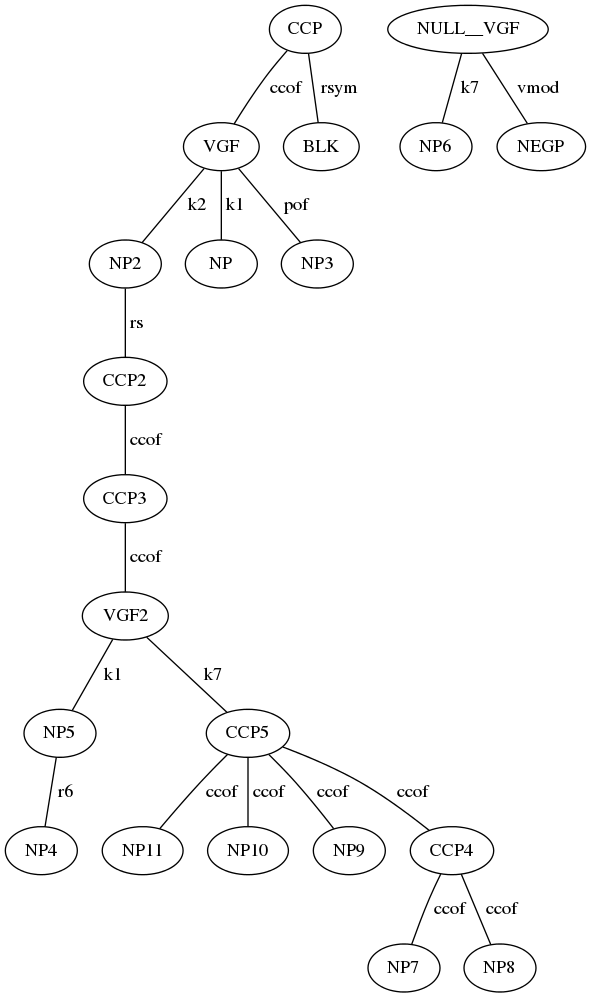 CCP NULL__VGF
ccof rsym k7 vmod
VGF BLK NP6 NEGP
k2 k1 pof
NP2 NP NP3
rs
CCP2
ccof
CCP3
ccof
VGF2
k1 k7
NP5 CCP5
r6 ccof ccof ccof ccof
NP4 NP11 NP10 NP9 CCP4
ccof ccof
NP7 NP8